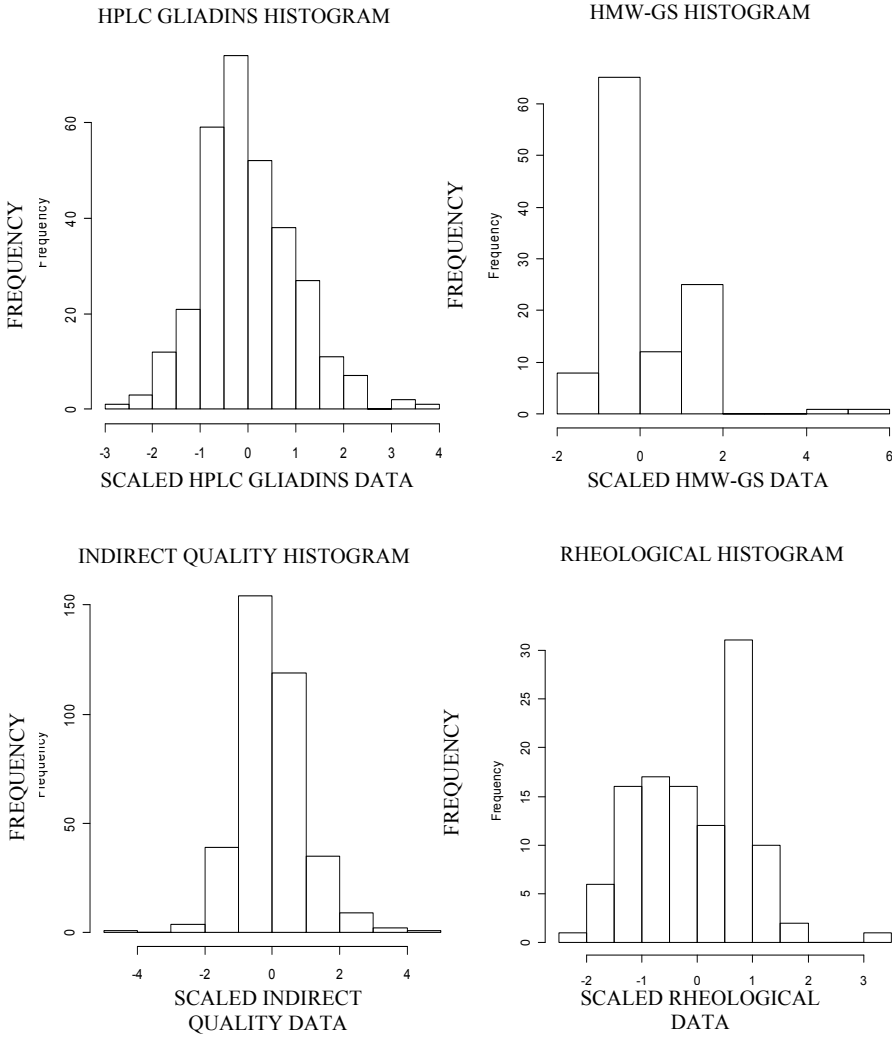 HPLC GLIADINS HISTOGRAM
FREQUENCY
Frequency
0
20
40
60
-3
-2
-1
0
1
2
3
4
SCALED HPLC GLIADINS DATA
HMW-GS HISTOGRAM
FREQUENCY
Frequency
0
10
20
30
40
50
60
-2
0
2
4
6
SCALED HMW-GS DATA
INDIRECT QUALITY HISTOGRAM
FREQUENCY
Frequency
0
50
100
150
-4
-2
0
2
4
SCALED INDIRECT
QUALITY DATA
RHEOLOGICAL HISTOGRAM
FREQUENCY
Frequency
0
5
10
15
20
25
30
-2
-1
0
1
2
3
SCALED RHEOLOGICAL
DATA